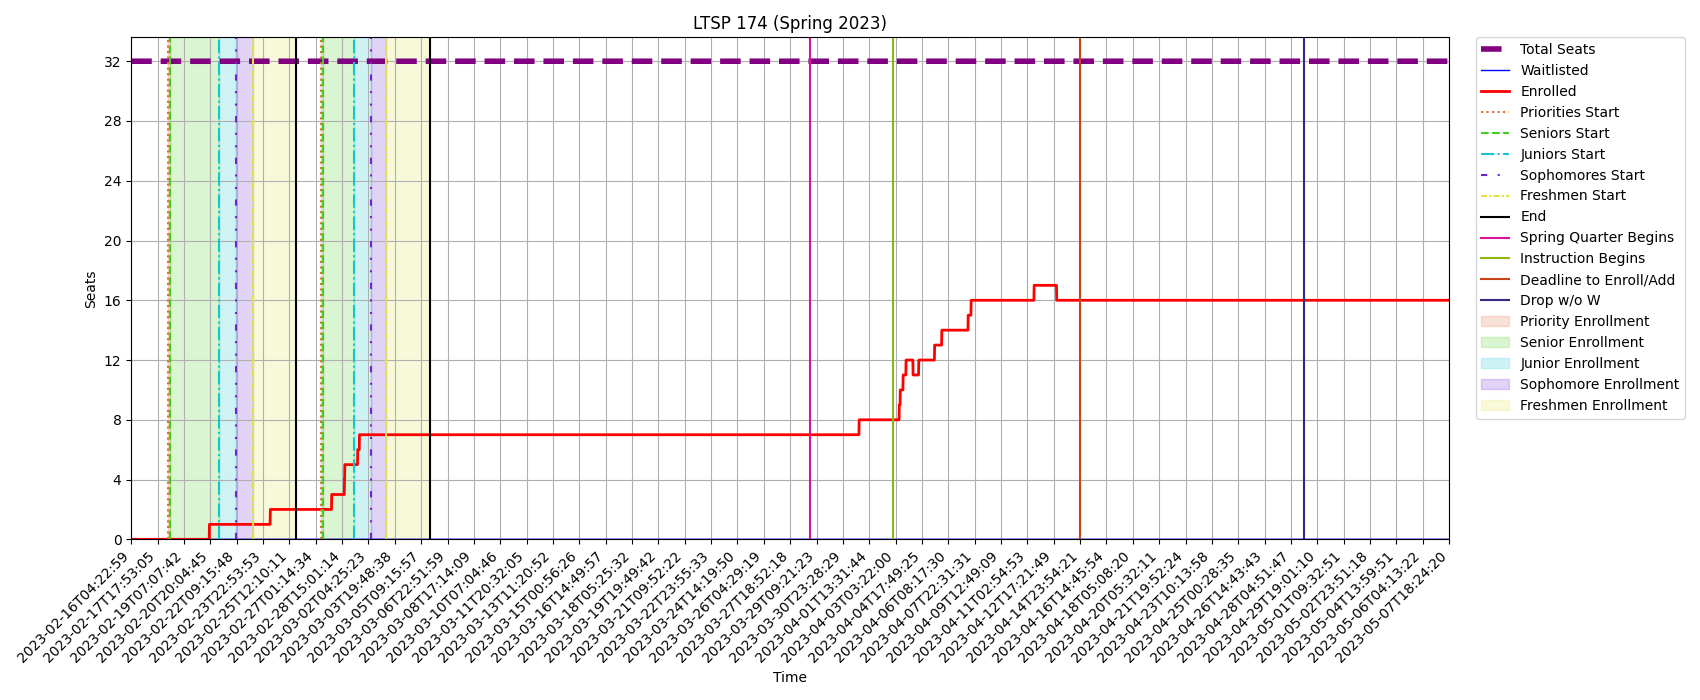 LTSP 174 (Spring 2023)
Seats
32
28
24
20
16
12
8
4
0
2023-02-16T04:22:59
2023-02-17T17:53:05
2023-02-19T07:07:42
2023-02-20T20:04:45
2023-02-22T09:15:48
2023-02-23T22:53:53
2023-02-25T12:10:11
2023-02-27T01:14:34
2023-02-28T15:01:14
2023-03-02T04:25:23
2023-03-03T19:48:38
2023-03-05T09:15:57
2023-03-06T22:51:59
2023-03-08T17:14:09
2023-03-10T07:04:46
2023-03-11T20:32:05
2023-03-13T11:20:52
2023-03-15T00:56:26
2023-03-16T14:49:57
2023-03-18T05:25:32
2023-03-19T19:49:42
2023-03-21T09:52:22
2023-03-22T23:55:33
2023-03-24T14:19:50
2023-03-26T04:29:19
2023-03-27T18:52:18
2023-03-29T09:21:23
2023-03-30T23:28:29
2023-04-01T13:31:44
2023-04-03T03:22:00
2023-04-04T17:49:25
2023-04-06T08:17:30
2023-04-07T22:31:31
2023-04-09T12:49:09
2023-04-11T02:54:53
2023-04-12T17:21:49
2023-04-14T23:54:21
2023-04-16T14:45:54
2023-04-18T05:08:20
2023-04-20T05:32:11
2023-04-21T19:52:24
2023-04-23T10:13:58
2023-04-25T00:28:35
2023-04-26T14:43:43
2023-04-28T04:51:47
2023-04-29T19:01:10
2023-05-01T09:32:51
2023-05-02T23:51:18
2023-05-04T13:59:51
2023-05-06T04:13:22
2023-05-07T18:24:20
Time
Total Seats
Waitlisted
Enrolled
Priorities Start
Seniors Start
Juniors Start
Sophomores Start
Freshmen Start
End
Spring Quarter Begins
Instruction Begins
Deadline to Enroll/Add
Drop w/o W
Priority Enrollment
Senior Enrollment
Junior Enrollment
Sophomore Enrollment
Freshmen Enrollment